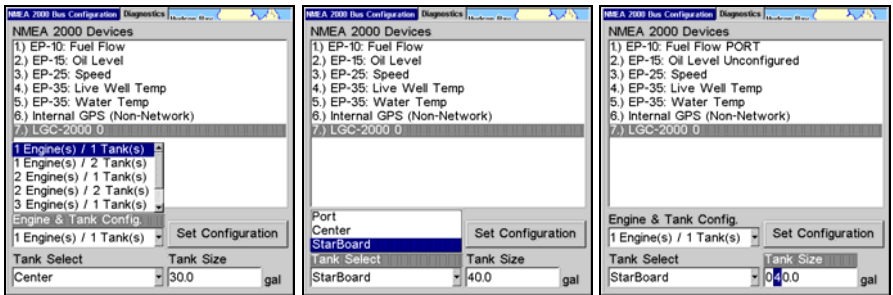 NMEA 2000 Bus Configuration Diagnostics
NMEA 2000 Devices
1.) EP-10: Fuel Flow
2.) EP-15: Oil Level
3.) EP-25: Speed
4.) EP-35: Live Well Temp
5.) EP-35: Water Temp
6.) Internal GPS (Non-Network)
7.) LGC-2000 0
1 Engine(s) / 1 Tank(s)
1 Engine(s) / 2 Tank(s)
2 Engine(s) / 1 Tank(s)
2 Engine(s) / 2 Tank(s)
3 Engine(s) / 1 Tank(s)
Engine & Tank Config.
1 Engine(s) / 1 Tank(s) Set Configuration
Tank Select Tank Size
Center 30.0 gal
NMEA 2000 Bus Configuration Diagnostics
NMEA 2000 Devices
1.) EP-10: Fuel Flow
2.) EP-15: Oil Level
3.) EP-25: Speed
4.) EP-35: Live Well Temp
5.) EP-35: Water Temp
6.) Internal GPS (Non-Network)
7.) LGC-2000 0
Port
Center
StarBoard
Set Configuration
Tank Select Tank Size
StarBoard 40.0 gal
NMEA 2000 Bus Configuration Diagnostics
NMEA 2000 Devices
1.) EP-10: Fuel Flow PORT
2.) EP-15: Oil Level Unconfigured
3.) EP-25: Speed
4.) EP-35: Live Well Temp
5.) EP-35: Water Temp
6.) Internal GPS (Non-Network)
7.) LGC-2000 0
Engine & Tank Config.
1 Engine(s) / 1 Tank(s) Set Configuration
Tank Select Tank Size
StarBoard 040.0 gal